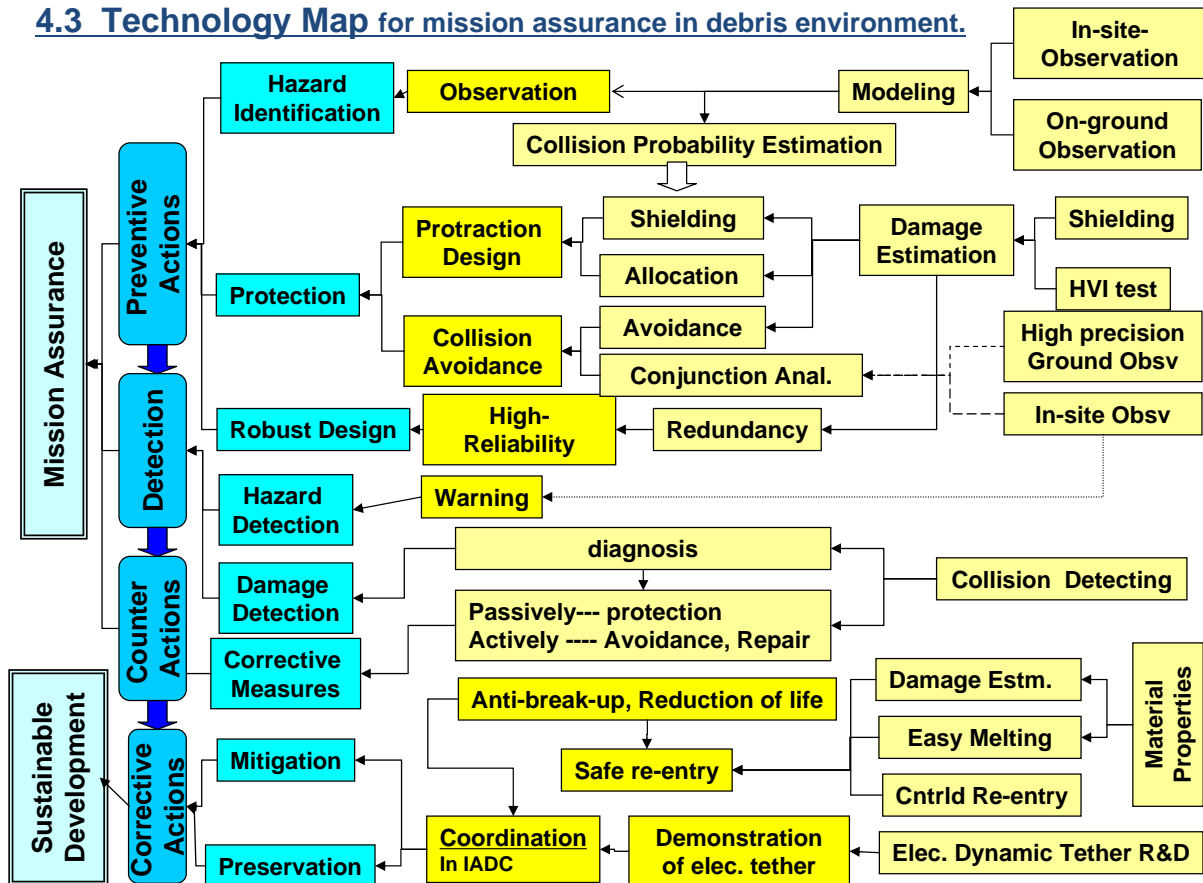 4.3 Technology Map for mission assurance in debris environment.
In-site-
Observation
Hazard
Identification
Observation
Modeling
On-ground
Observation
Collision Probability Estimation
Mission Assurance
Preventive
Actions
Protraction
Design
Shielding
Allocation
Damage
Estimation
Shielding
HVI test
Protection
Collision
Avoidance
Avoidance
Conjunction Anal.
High precision
Ground Obsv
In-site Obsv
Robust Design
High-
Reliability
Redundancy
Detection
Hazard
Detection
Warning
Damage
Detection
diagnosis
Collision Detecting
Passively--- protection
Actively ---- Avoidance, Repair
Counter
Actions
Corrective
Measures
Sustainable
Development
Corrective
Actions
Anti-break-up, Reduction of life
Damage Estm.
Easy Melting
Cntrld Re-entry
Material
Properties
Mitigation
Safe re-entry
Preservation
Coordination
In IADC
Demonstration
of elec. tether
Elec. Dynamic Tether R&D